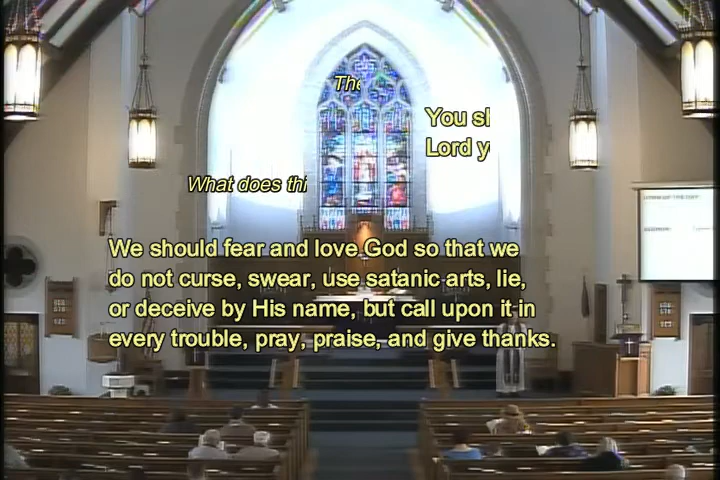 The
You sl
Lord y
What does thi
We should fear and love God so that we
do not curse, swear, use satanic arts, lie,
or deceive by His name, but call upon it in
every trouble, pray, praise, and give thanks.